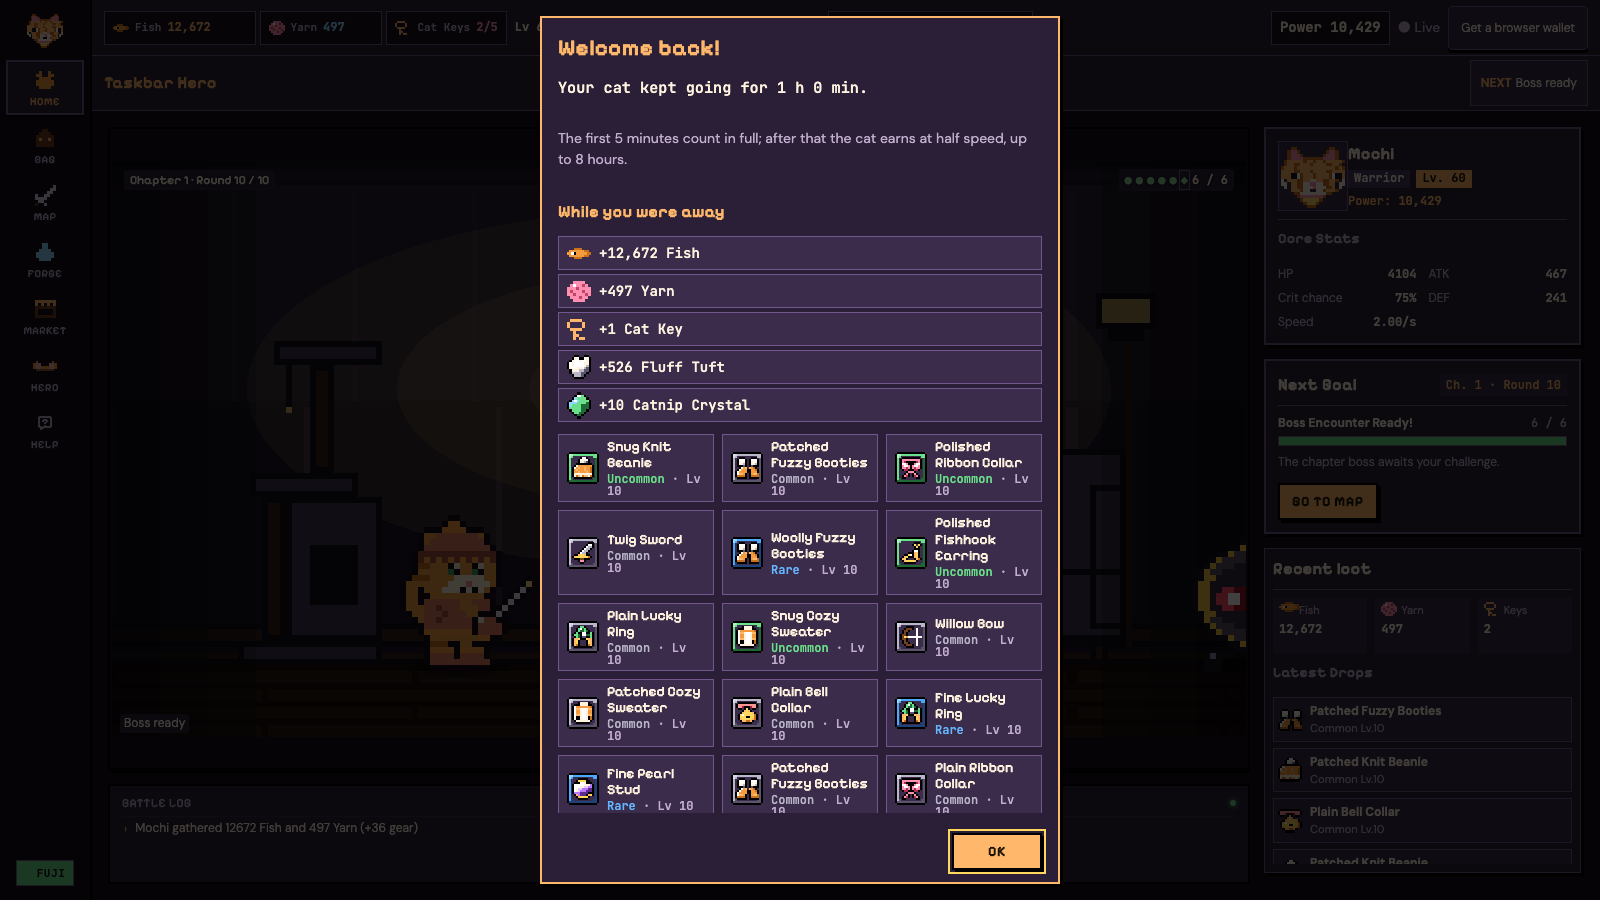 Fish 12,672
Yarn 497
Cat Keys 2/5
Lv
Power 10,429
Live
Get a browser wallet
HOME
BAG
MAP
FORGE
MARKET
HERO
HELP
FUJI
Taskbar Hero
NEXT Boss ready
Chapter 1 · Round 10 / 10
6 / 6
Boss ready
BATTLE LOG
› Mochi gathered 12672 Fish and 497 Yarn (+36 gear)
Welcome back!
Your cat kept going for 1 h 0 min.
The first 5 minutes count in full; after that the cat earns at half speed, up
to 8 hours.
While you were away
+12,672 Fish
+497 Yarn
+1 Cat Key
+526 Fluff Tuft
+10 Catnip Crystal
Snug Knit
Beanie
Uncommon · Lv
10
Patched
Fuzzy Booties
Common · Lv
10
Polished
Ribbon Collar
Uncommon · Lv
10
Twig Sword
Common · Lv
10
Woolly Fuzzy
Booties
Rare · Lv 10
Polished
Fishhook
Earring
Uncommon · Lv
10
Plain Lucky
Ring
Common · Lv
10
Snug Cozy
Sweater
Uncommon · Lv
10
Willow Bow
Common · Lv
10
Patched Cozy
Sweater
Common · Lv
10
Plain Bell
Collar
Common · Lv
10
Fine Lucky
Ring
Rare · Lv 10
Fine Pearl
Stud
Rare · Lv 10
Patched
Fuzzy Booties
Common · Lv
10
Plain Ribbon
Collar
Common · Lv
10
OK
Mochi
Warrior Lv. 60
Power: 10,429
Core Stats
HP 4104 ATK 467
Crit chance 75% DEF 241
Speed 2.00/s
Next Goal Ch. 1 · Round 10
Boss Encounter Ready! 6 / 6
The chapter boss awaits your challenge.
GO TO MAP
Recent loot
Fish
12,672
Yarn
497
Keys
2
Latest Drops
Patched Fuzzy Booties
Common Lv.10
Patched Knit Beanie
Common Lv.10
Plain Bell Collar
Common Lv.10
Patched Knit Beanie